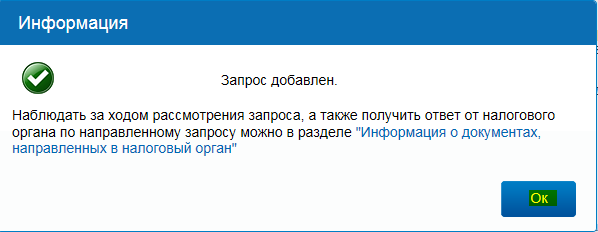 Информация
Запрос добавлен.
Наблюдать за ходом рассмотрения запроса, а также получить ответ от налогового
органа по направленному запросу можно в разделе "Информация о документах,
направленных в налоговый орган"
Ок